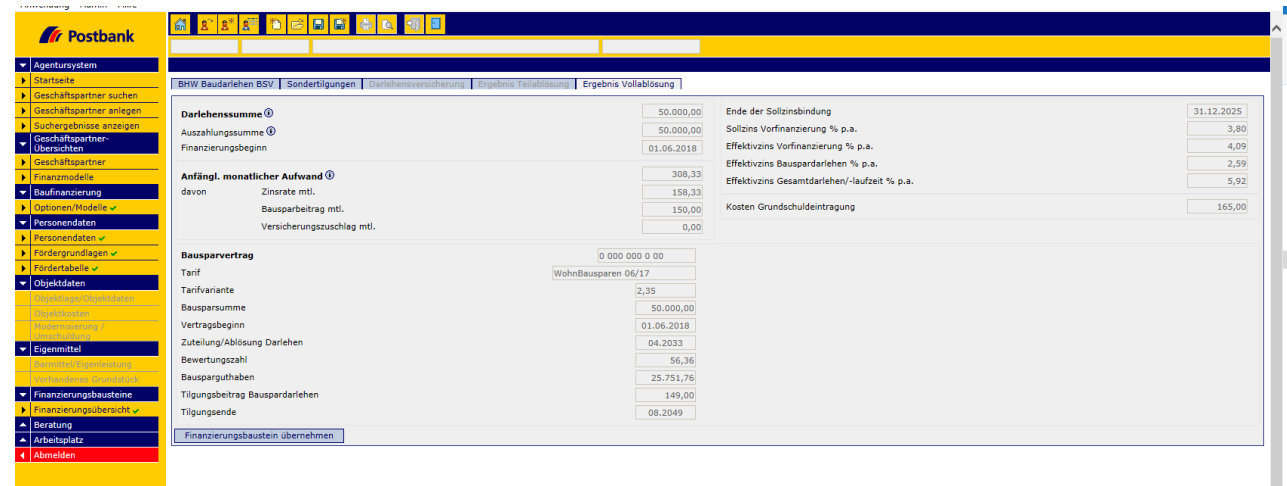 Anwendung Admin Hilfe
Postbank
Agentursystem
Startseite
Geschäftspartner suchen
Geschäftspartner anlegen
Suchergebnisse anzeigen
Geschäftspartner-
Übersichten
Geschäftspartner
Finanzmodelle
Baufinanzierung
Optionen/Modelle
Personendaten
Personendaten
Fördergrundlagen
Fördertabelle
Objektdaten
Objektlage/Objektdaten
Objektkosten
Modernisierung /
Umschuldung
Eigenmittel
Barmittel/Eigenleistung
Vorhandenes Grundstück
Finanzierungsbausteine
Finanzierungsübersicht
Beratung
Arbeitsplatz
Abmelden
BHW Baudarlehen BSV Sondertilgungen Darlehensversicherung Ergebnis Teilablösung Ergebnis Vollablösung
Darlehenssumme 50.000,00
Auszahlungssumme 50.000,00
Finanzierungsbeginn 01.06.2018
Anfängl. monatlicher Aufwand 308,33
davon Zinsrate mtl. 158,33
Bausparbeitrag mtl. 150,00
Versicherungszuschlag mtl. 0,00
Ende der Sollzinsbindung 31.12.2025
Sollzins Vorfinanzierung % p.a. 3,80
Effektivzins Vorfinanzierung % p.a. 4,09
Effektivzins Bauspardarlehen % p.a. 2,59
Effektivzins Gesamtdarlehen/-laufzeit % p.a. 5,92
Kosten Grundschuldeintragung 165,00
Bausparvertrag 0 000 000 0 00
Tarif WohnBausparen 06/17
Tarifvariante 2,35
Bausparsumme 50.000,00
Vertragsbeginn 01.06.2018
Zuteilung/Ablösung Darlehen 04.2033
Bewertungszahl 56,36
Bausparguthaben 25.751,76
Tilgungsbeitrag Bauspardarlehen 149,00
Tilgungsende 08.2049
Finanzierungsbaustein übernehmen